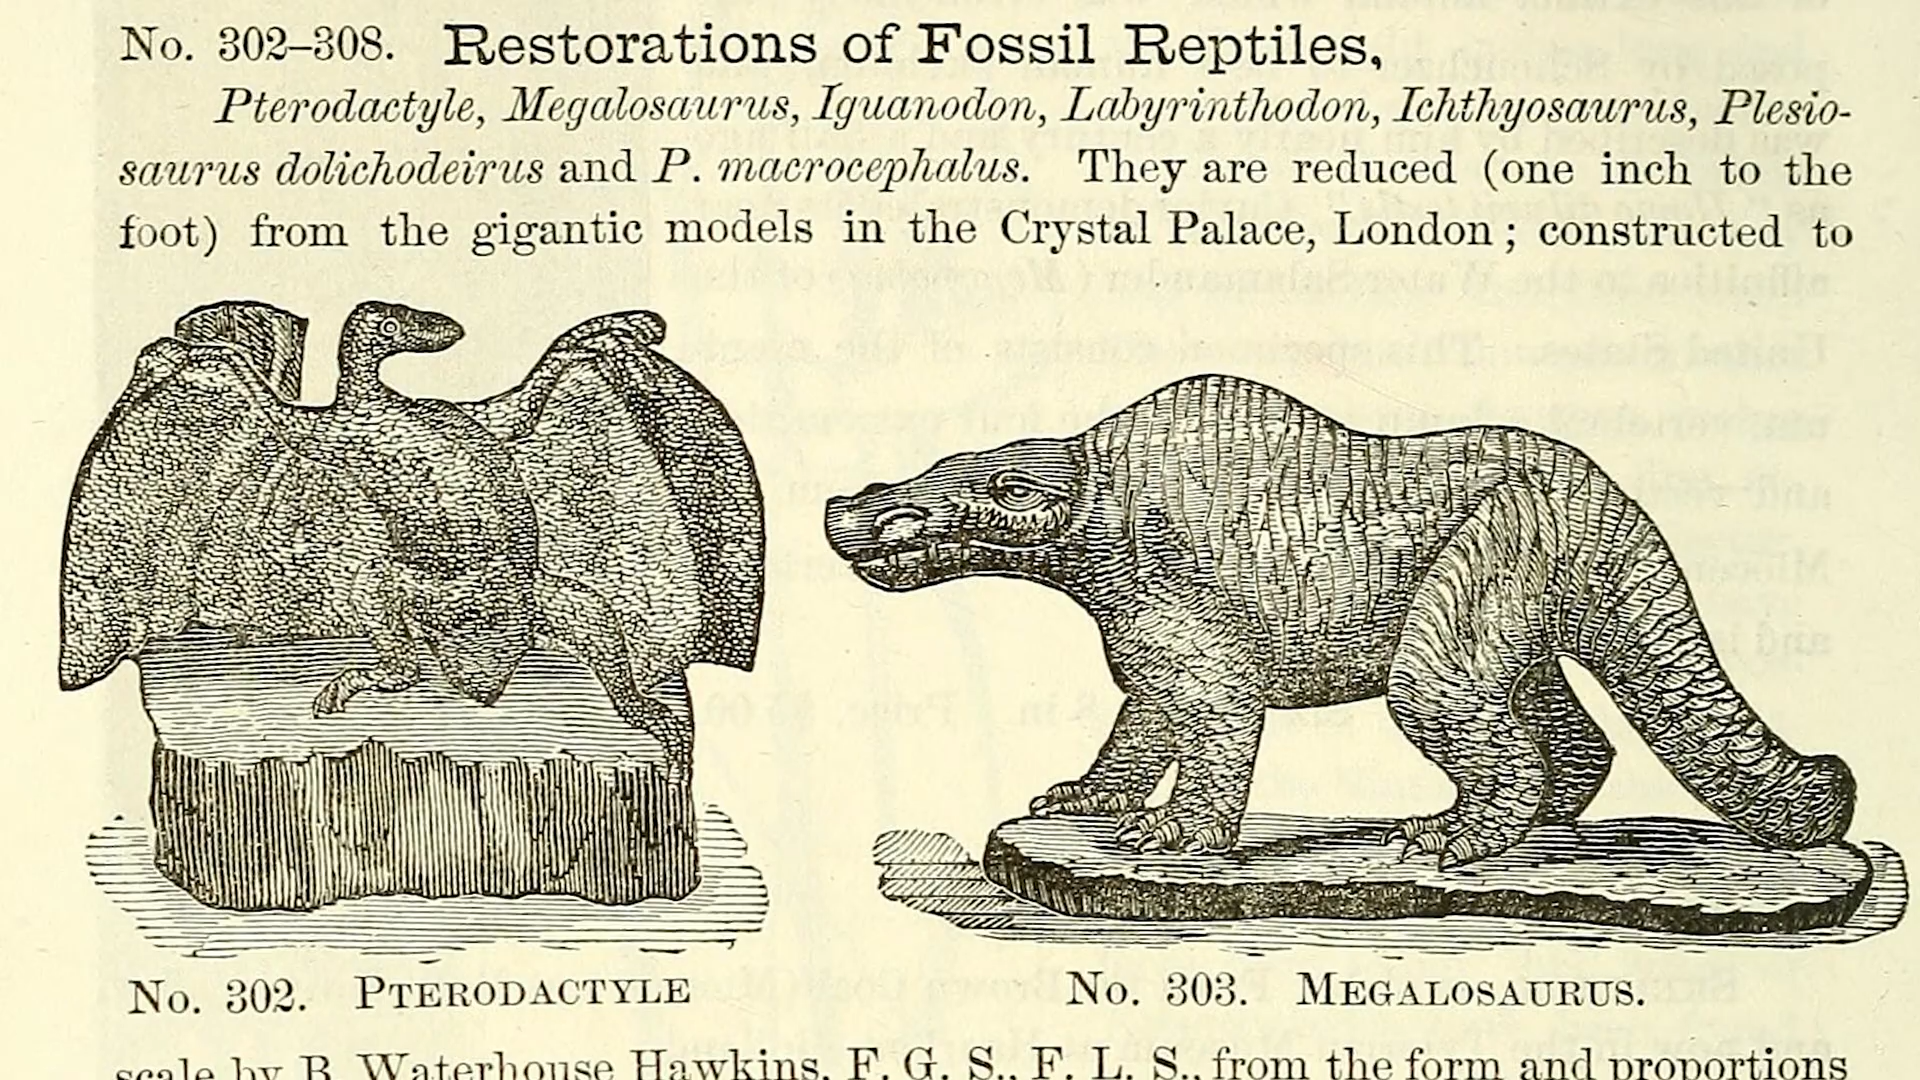 No. 302–308. Restorations of Fossil Reptiles,
Pterodactyle, Megalosaurus, Iguanodon, Labyrinthodon, Ichthyosaurus, Plesio-
saurus dolichodeirus and P. macrocephalus. They are reduced (one inch to the
foot) from the gigantic models in the Crystal Palace, London; constructed to
No. 302. Pterodactyle
No. 303. Megalosaurus.
scale by B. Waterhouse Hawkins, F. G. S., F. L. S., from the form and proportions